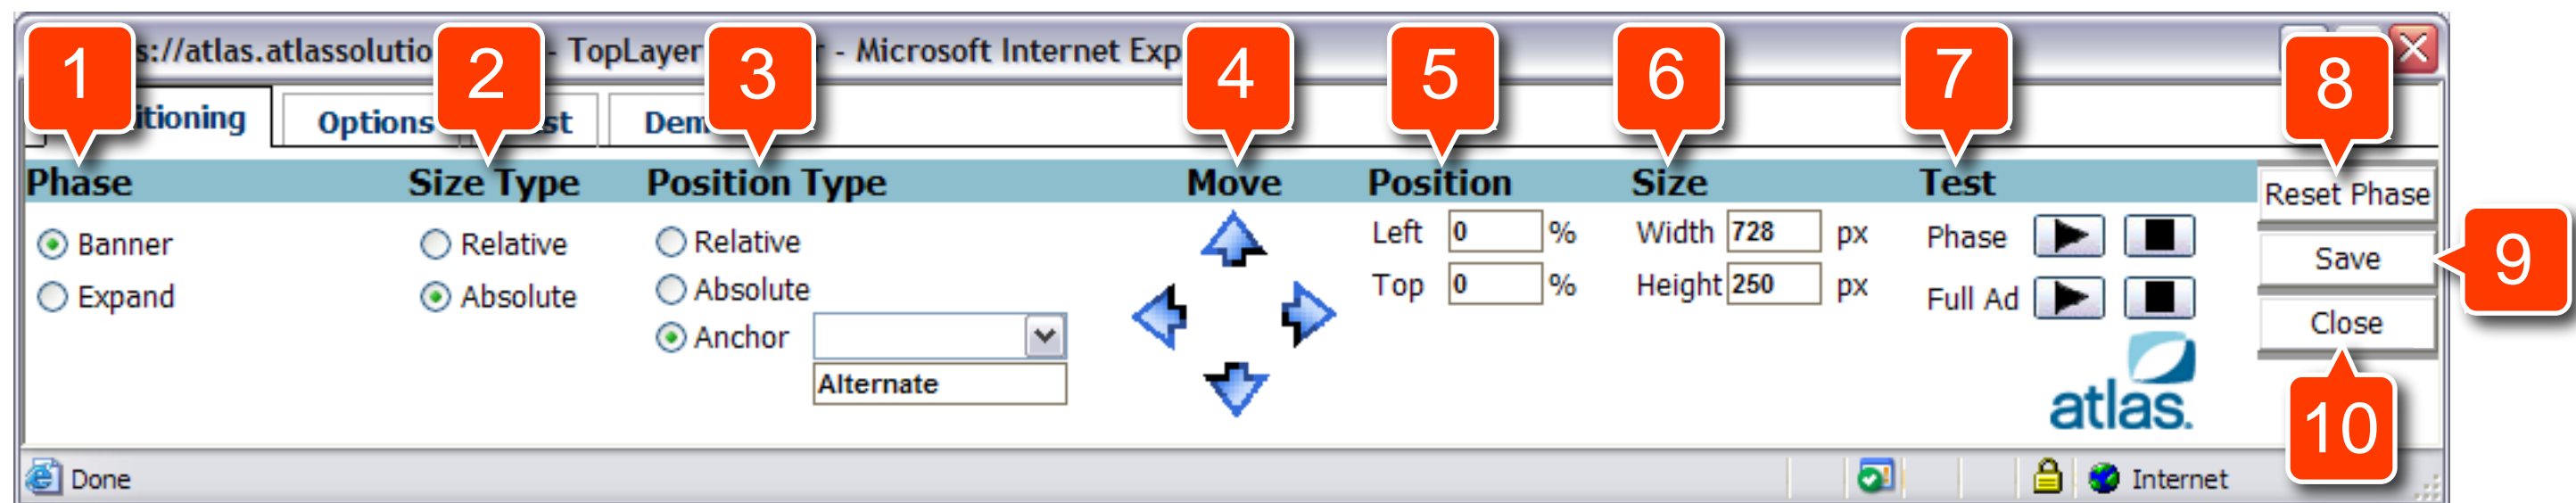 1
2
3
4
5
6
7
8
9
10
s://atlas.atlassolutio - TopLayer r - Microsoft Internet Exp
itioning Options st Dem
Phase Size Type Position Type Move Position Size Test
Reset Phase
Banner Relative Relative Left 0 % Width 728 px Phase
Save
Expand Absolute Absolute Top 0 % Height 250 px Full Ad
Close
Anchor
Alternate
atlas.
Done Internet